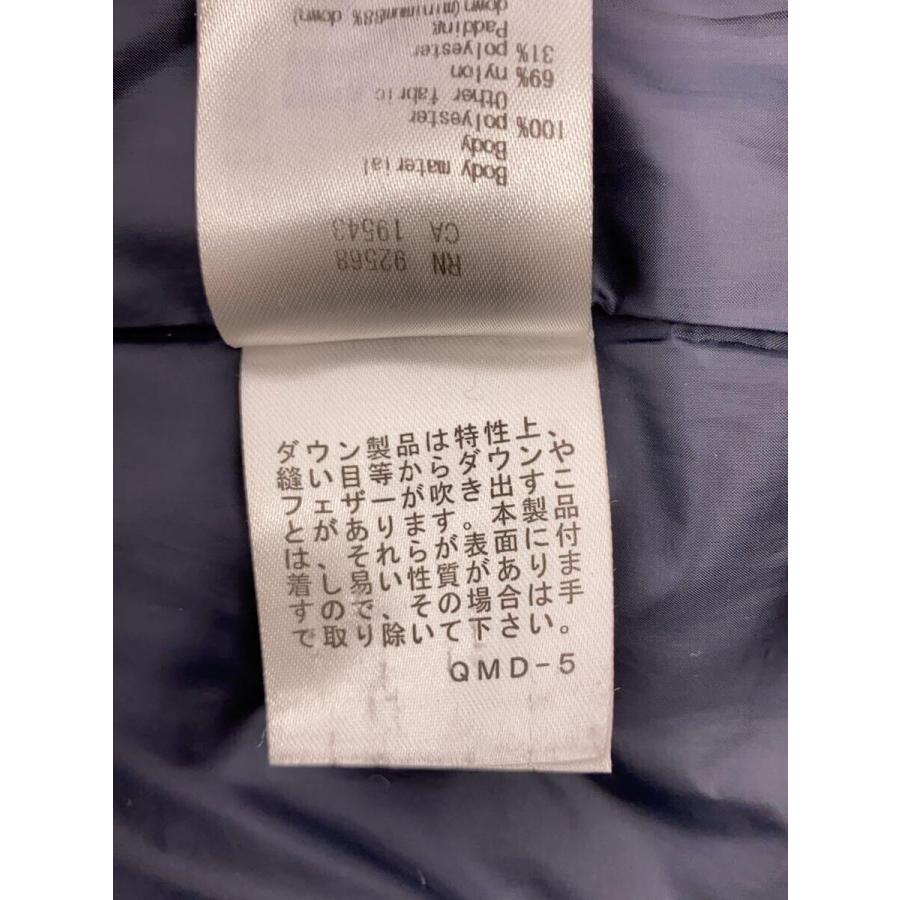 RN 92568
CA 19543
Body material
Body
100% polyester
Other fabric
69% nylon
31% polyester
Padding
down(minimum88% down)
ダウン製品は特性上、
縫い目等からダウンや
フェザーが吹き出すこ
とがあります。本製品
は、それらが表面に付
着し易い性質がありま
すので、その場合は手
で取り除いて下さい。
QMD-5